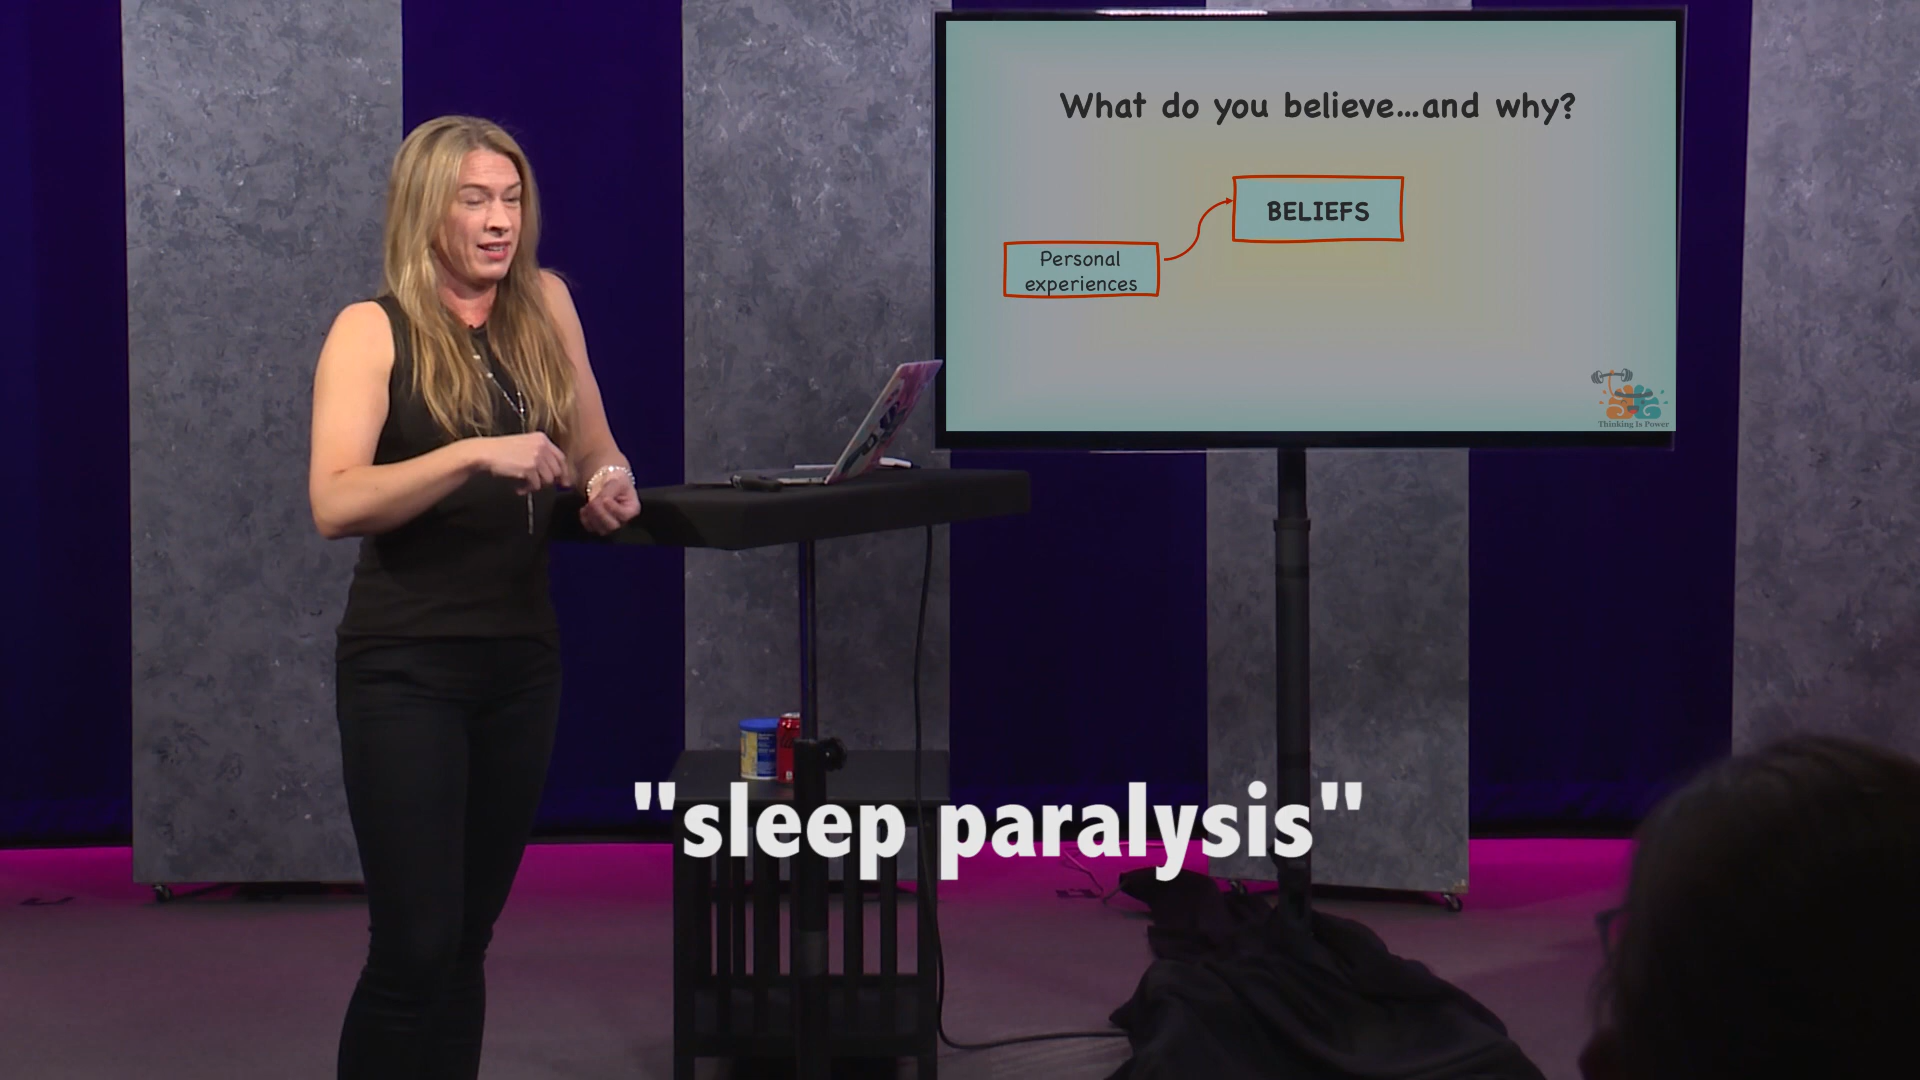 What do you believe...and why?
BELIEFS
Personal
experiences
Thinking Is Power
"sleep paralysis"